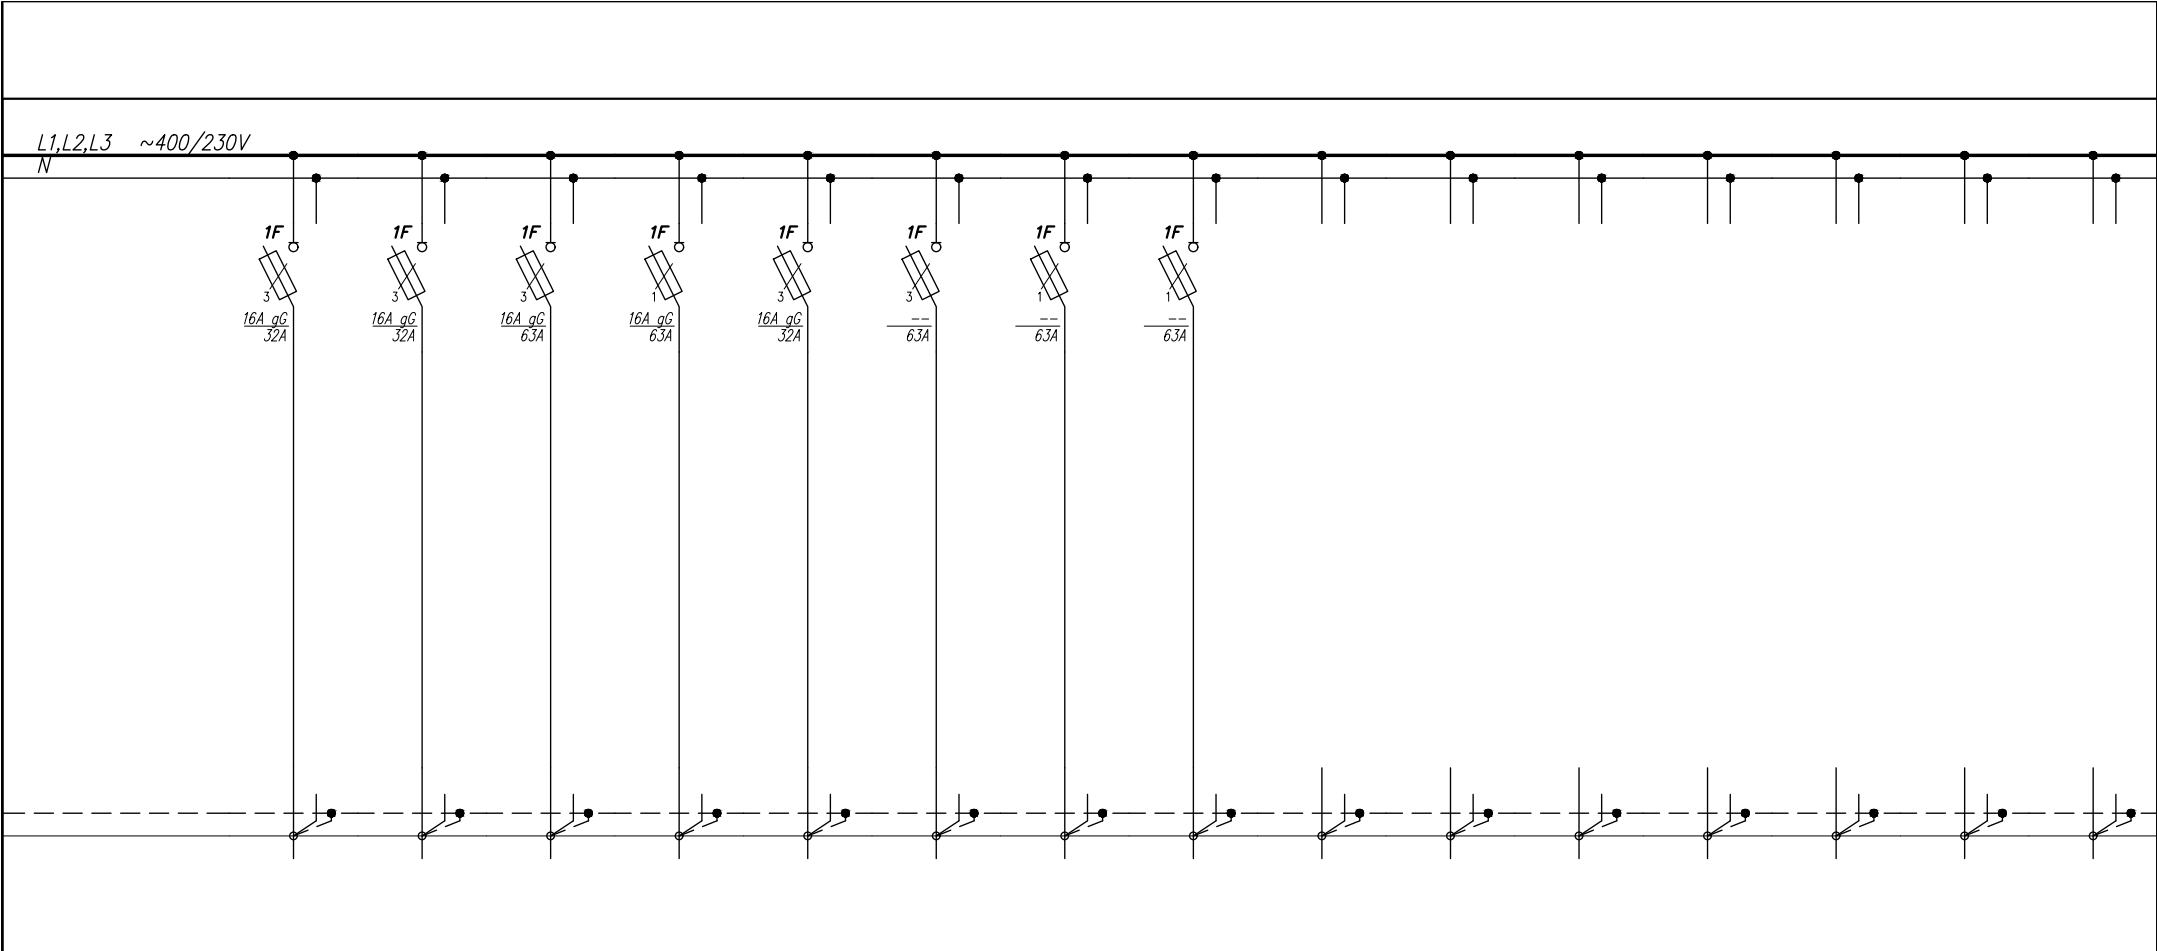 L1,L2,L3 ~400/230V
N
1F 1F 1F 1F 1F 1F 1F 1F
3 3 3 1 3 3 1 1
16A gG 16A gG 16A gG 16A gG 16A gG -- -- --
32A 32A 63A 63A 32A 63A 63A 63A